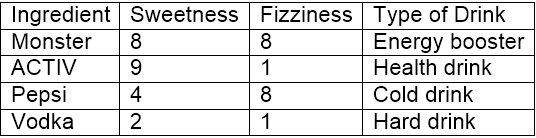 Ingredient Sweetness Fizziness Type of Drink
Monster 8 8 Energy booster
ACTIV 9 1 Health drink
Pepsi 4 8 Cold drink
Vodka 2 1 Hard drink